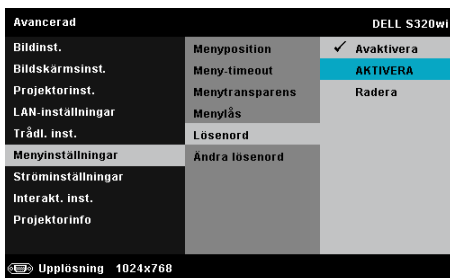 Avancerad DELL S320wi
Bildinst.
Bildskärmsinst.
Projektorinst.
LAN-inställningar
Trådl. inst.
Menyinställningar
Ströminställningar
Interakt. inst.
Projektorinfo
Menyposition
Meny-timeout
Menytransparens
Menylås
Lösenord
Ändra lösenord
✓ Avaktivera
AKTIVERA
Radera
Upplösning 1024x768